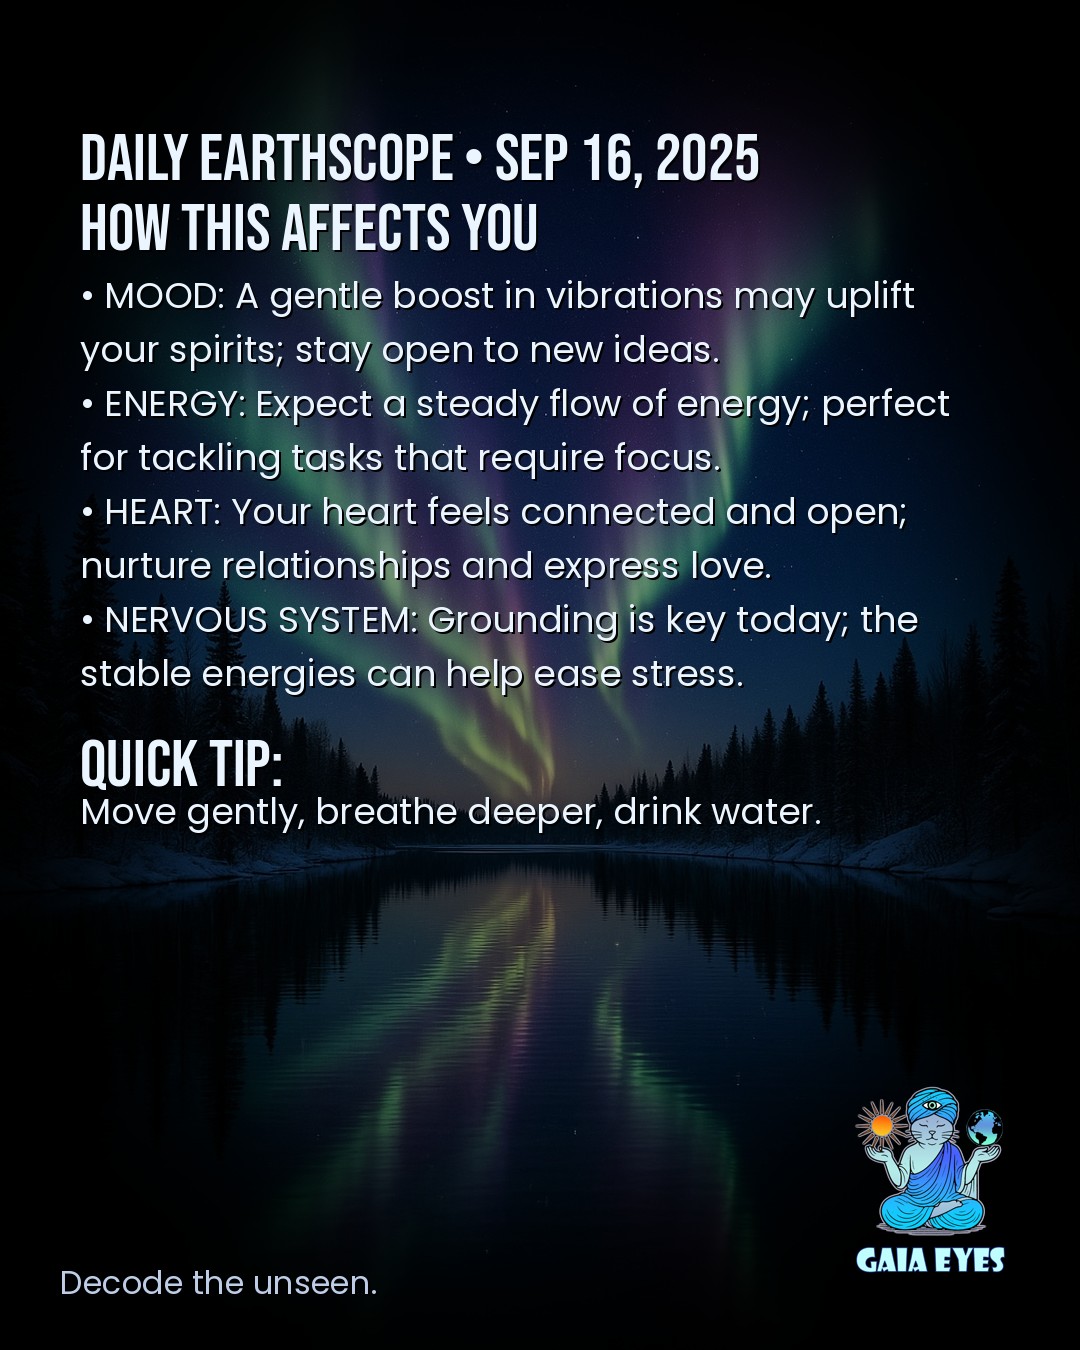 DAILY EARTHSCOPE • SEP 16, 2025
HOW THIS AFFECTS YOU
• MOOD: A gentle boost in vibrations may uplift
your spirits; stay open to new ideas.
• ENERGY: Expect a steady flow of energy; perfect
for tackling tasks that require focus.
• HEART: Your heart feels connected and open;
nurture relationships and express love.
• NERVOUS SYSTEM: Grounding is key today; the
stable energies can help ease stress.
QUICK TIP:
Move gently, breathe deeper, drink water.
GAIA EYES
Decode the unseen.